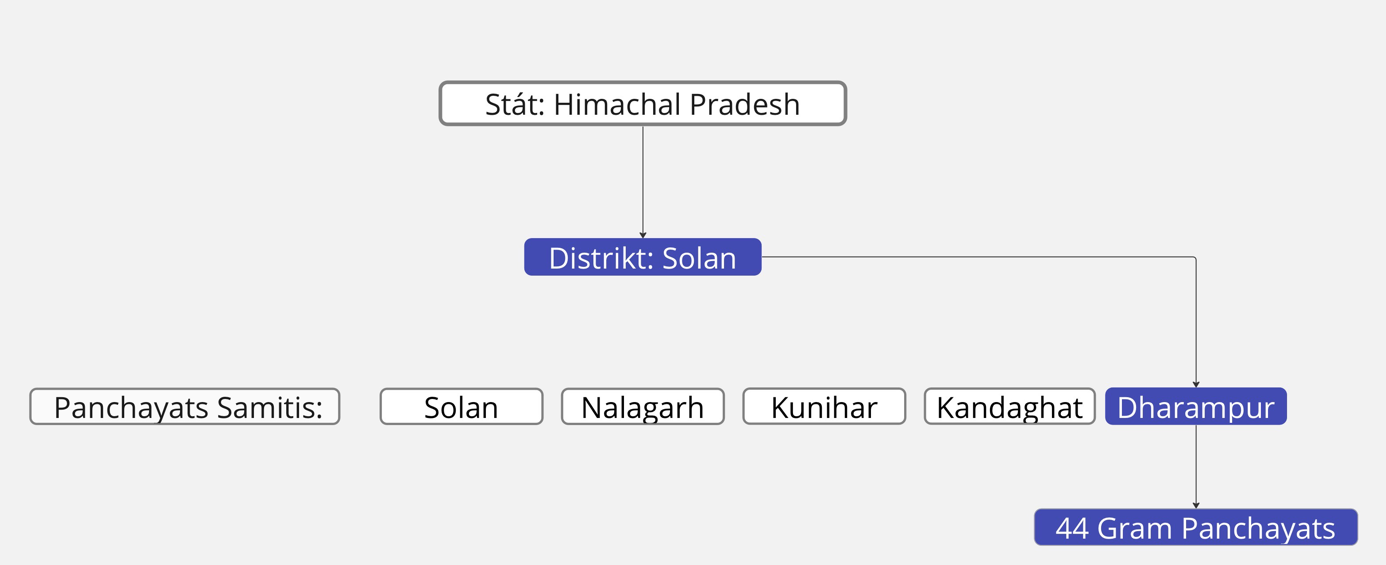 Stát: Himachal Pradesh
Distrikt: Solan
Panchayats Samitis: Solan Nalagarh Kunihar Kandaghat Dharampur
44 Gram Panchayats